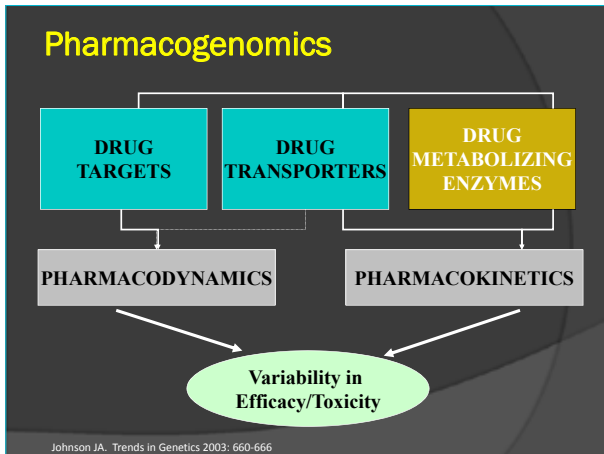 Pharmacogenomics
DRUG
TARGETS
DRUG
TRANSPORTERS
DRUG
METABOLIZING
ENZYMES
PHARMACODYNAMICS
PHARMACOKINETICS
Variability in
Efficacy/Toxicity
Johnson JA. Trends in Genetics 2003: 660-666